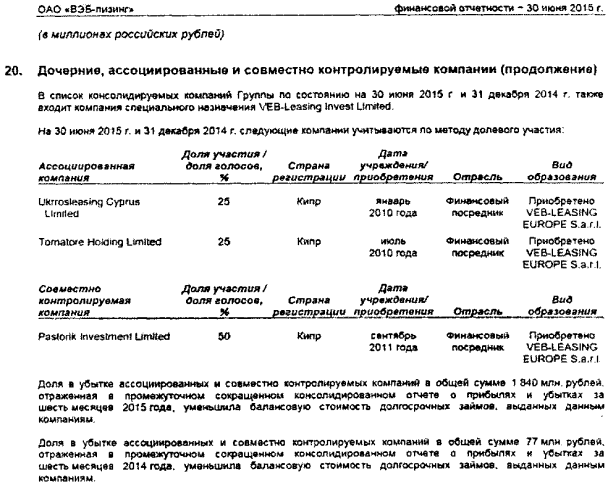 ОАО «ВЭБ-лизинг» финансовой отчетности – 30 июня 2015 г.
(в миллионах российских рублей)
20. Дочерние, ассоциированные и совместно контролируемые компании (продолжение)
В список консолидируемых компаний Группы по состоянию на 30 июня 2015 г и 31 декабря 2014 г. также
входит компания специального назначения VEB-Leasing Invest Limited.
На 30 июня 2015 г. и 31 декабря 2014 г. следующие компании учитываются по методу долевого участия:
Доля участия / Дата
Ассоциированная доля голосов, Страна учреждения/ Вид
компания % регистрации приобретения Отрасль образования
Ukrrosleasing Cyprus 25 Кипр январь Финансовый Приобретено
Limited 2010 года посредник VEB-LEASING
EUROPE S.a.r.l.
Tomatore Holding Limited 25 Кипр июль Финансовый Приобретено
2010 года посредник VEB-LEASING
EUROPE S.a.r.l.
Совместно Доля участия / Дата
контролируемая доля голосов, Страна учреждения/ Вид
компания % регистрации приобретения Отрасль образования
Pastorik Investment Limited 50 Кипр сентябрь Финансовый Приобретено
2011 года посредник VEB-LEASING
EUROPE S.a.r.l.
Доля в убытке ассоциированных и совместно контролируемых компаний в общей сумме 1 840 млн. рублей,
отраженная в промежуточном сокращенном консолидированном отчете о прибылях и убытках за
шесть месяцев 2015 года, уменьшила балансовую стоимость долгосрочных займов, выданных данным
компаниям.
Доля в убытке ассоциированных и совместно контролируемых компаний в общей сумме 77 млн рублей,
отраженная в промежуточном сокращенном консолидированном отчете о прибылях и убытках за
шесть месяцев 2014 года, уменьшила балансовую стоимость долгосрочных займов, выданных данным
компаниям.